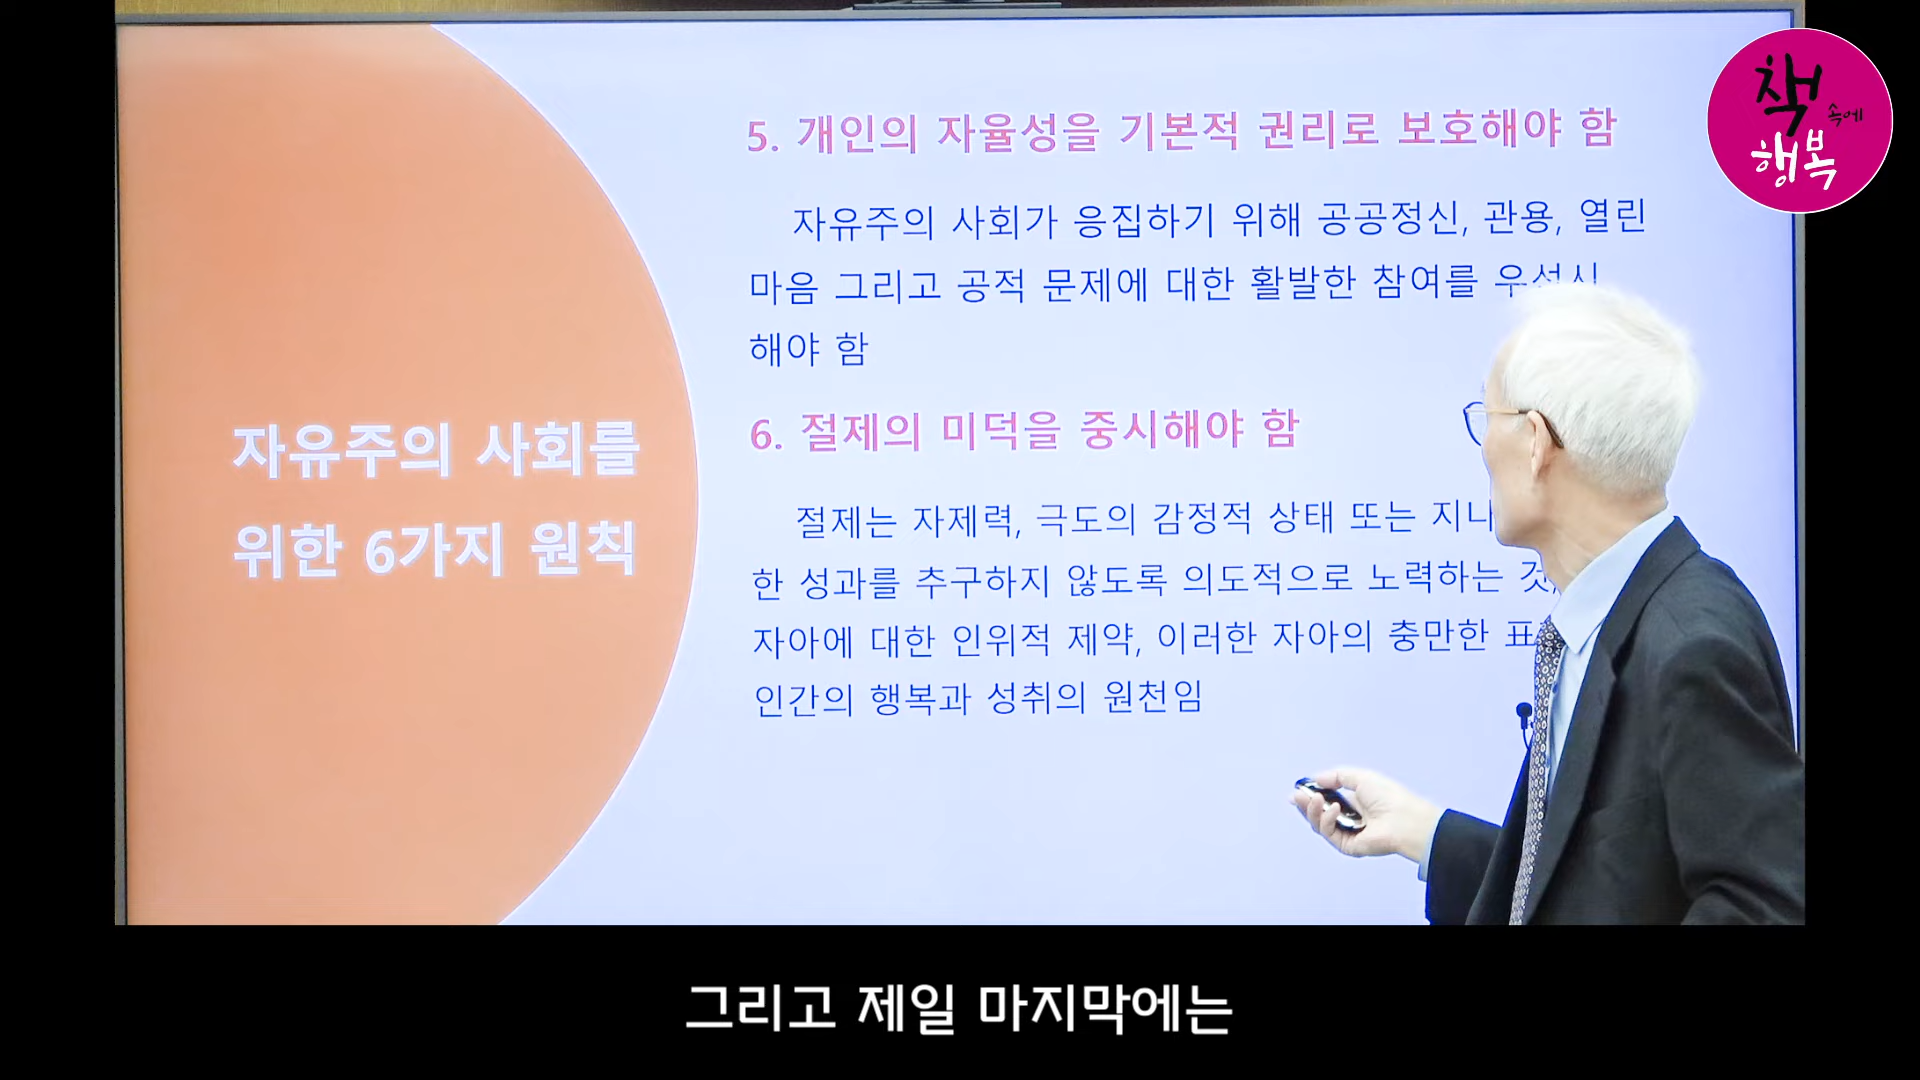 책
속에
행복
자유주의 사회를
위한 6가지 원칙
5. 개인의 자율성을 기본적 권리로 보호해야 함
자유주의 사회가 응집하기 위해 공공정신, 관용, 열린
마음 그리고 공적 문제에 대한 활발한 참여를
해야 함
6. 절제의 미덕을 중시해야 함
절제는 자제력, 극도의 감정적 상태 또는
한 성과를 추구하지 않도록 의도적으로 노력하는 것
자아에 대한 인위적 제약, 이러한 자아의 충만한 표
인간의 행복과 성취의 원천임
그리고 제일 마지막에는